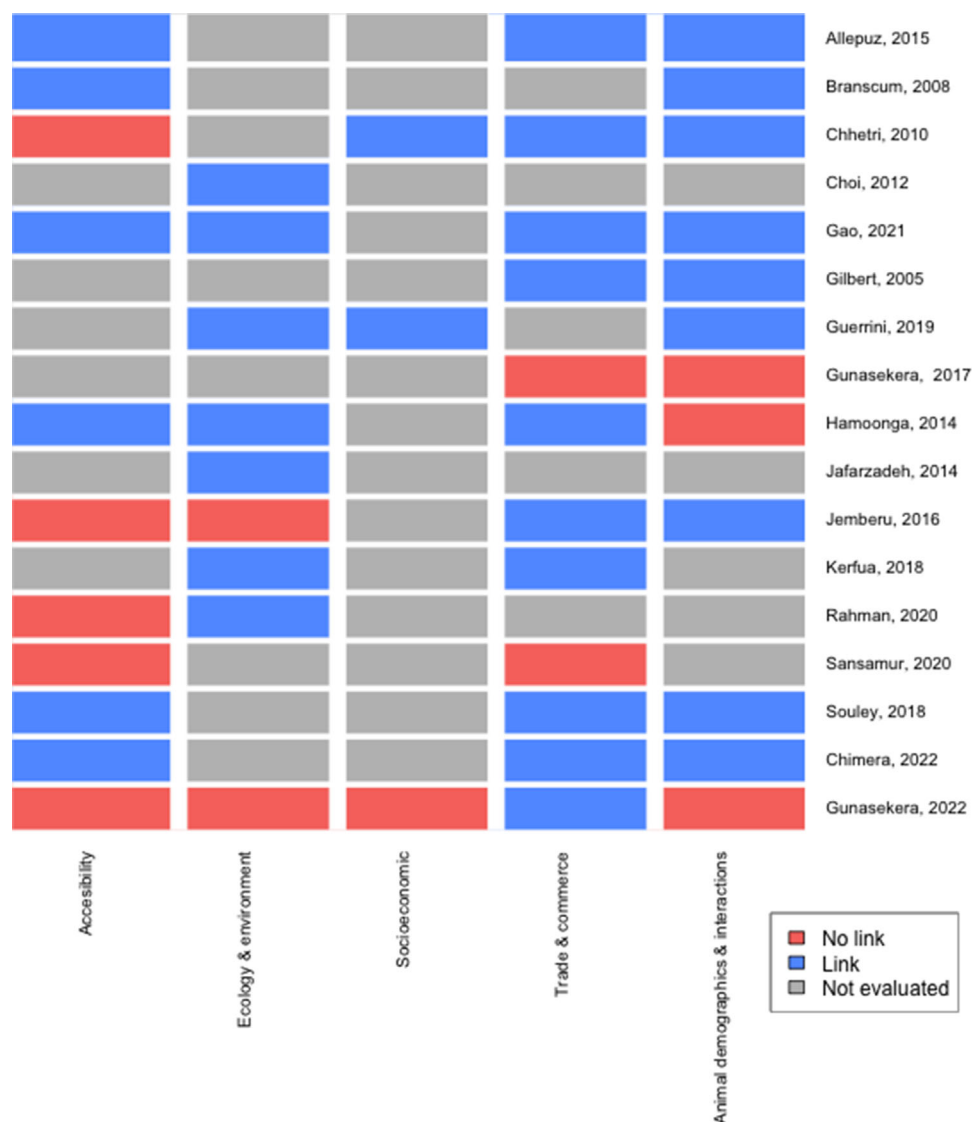 Allepuz, 2015
Branscum, 2008
Chhetri, 2010
Choi, 2012
Gao, 2021
Gilbert, 2005
Guerrini, 2019
Gunasekera, 2017
Hamoonga, 2014
Jafarzadeh, 2014
Jemberu, 2016
Kerfua, 2018
Rahman, 2020
Sansamur, 2020
Souley, 2018
Chimera, 2022
Gunasekera, 2022
Accesibility
Ecology & environment
Socioeconomic
Trade & commerce
Animal demographics & interactions
No link
Link
Not evaluated